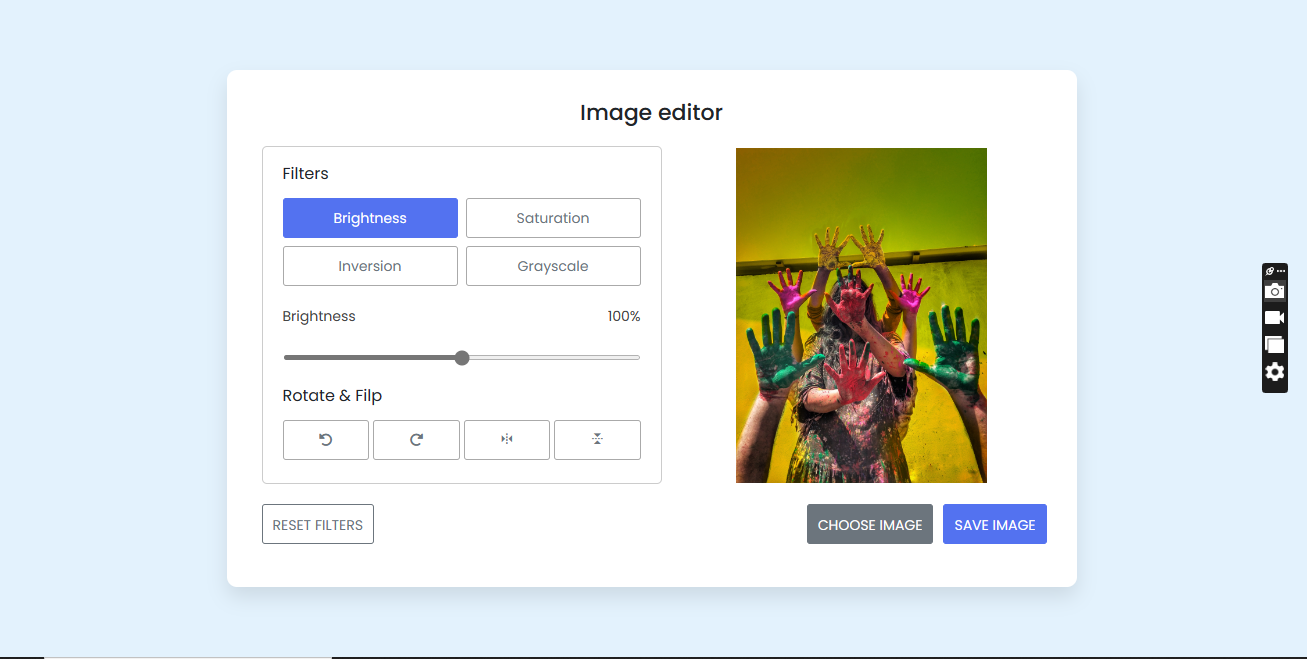 Image editor
Filters
Brightness
Saturation
Inversion
Grayscale
Brightness 100%
Rotate & Filp
RESET FILTERS
CHOOSE IMAGE
SAVE IMAGE